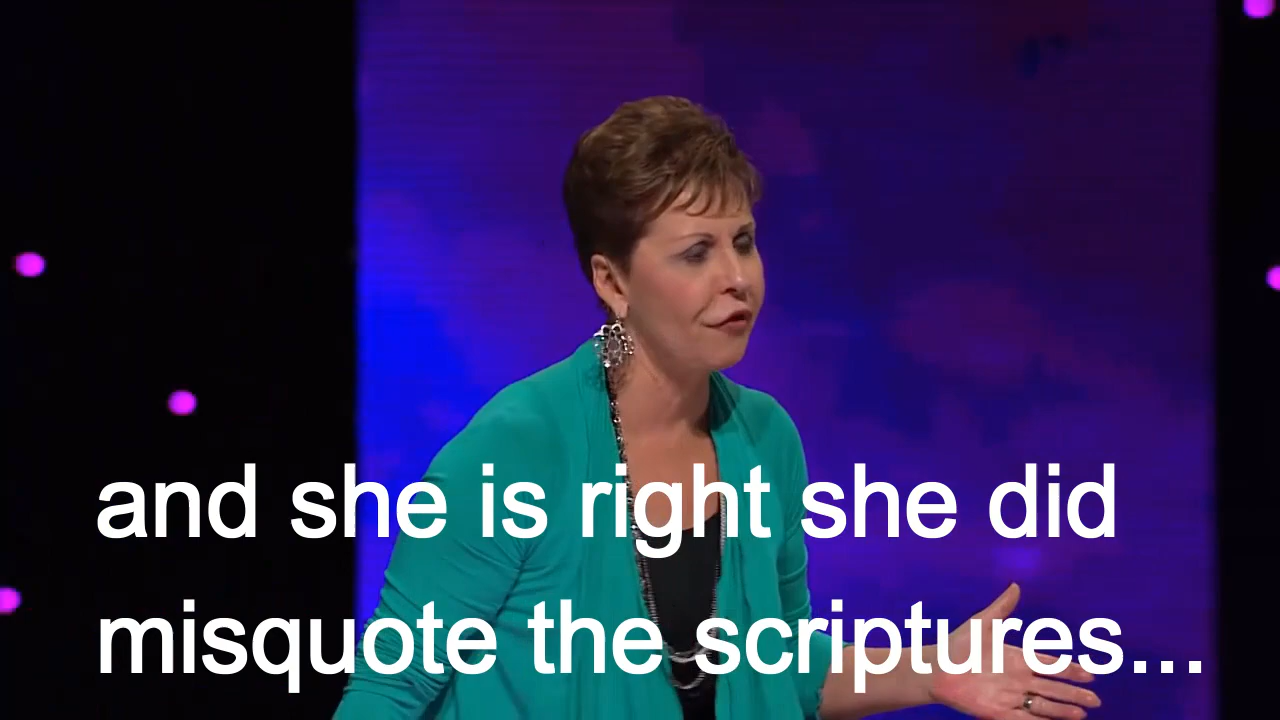 and she is right she did
misquote the scriptures...